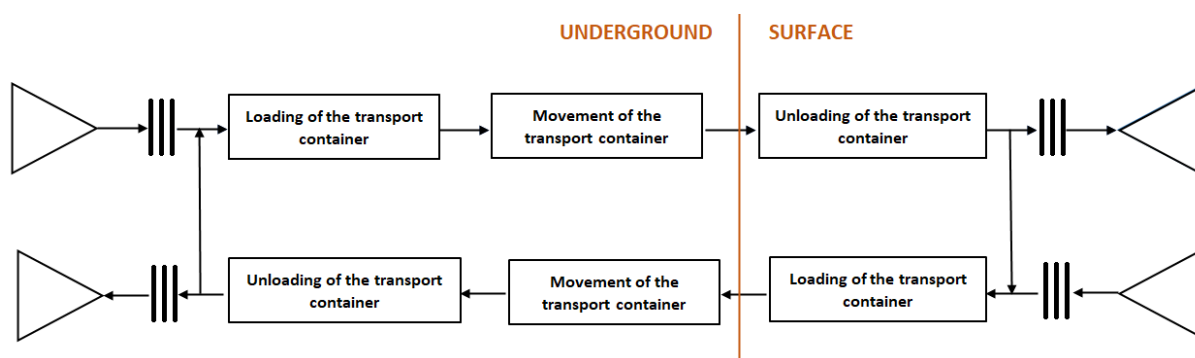 UNDERGROUND
SURFACE
Loading of the transport
container
Movement of the
transport container
Unloading of the transport
container
Unloading of the transport
container
Movement of the
transport container
Loading of the transport
container